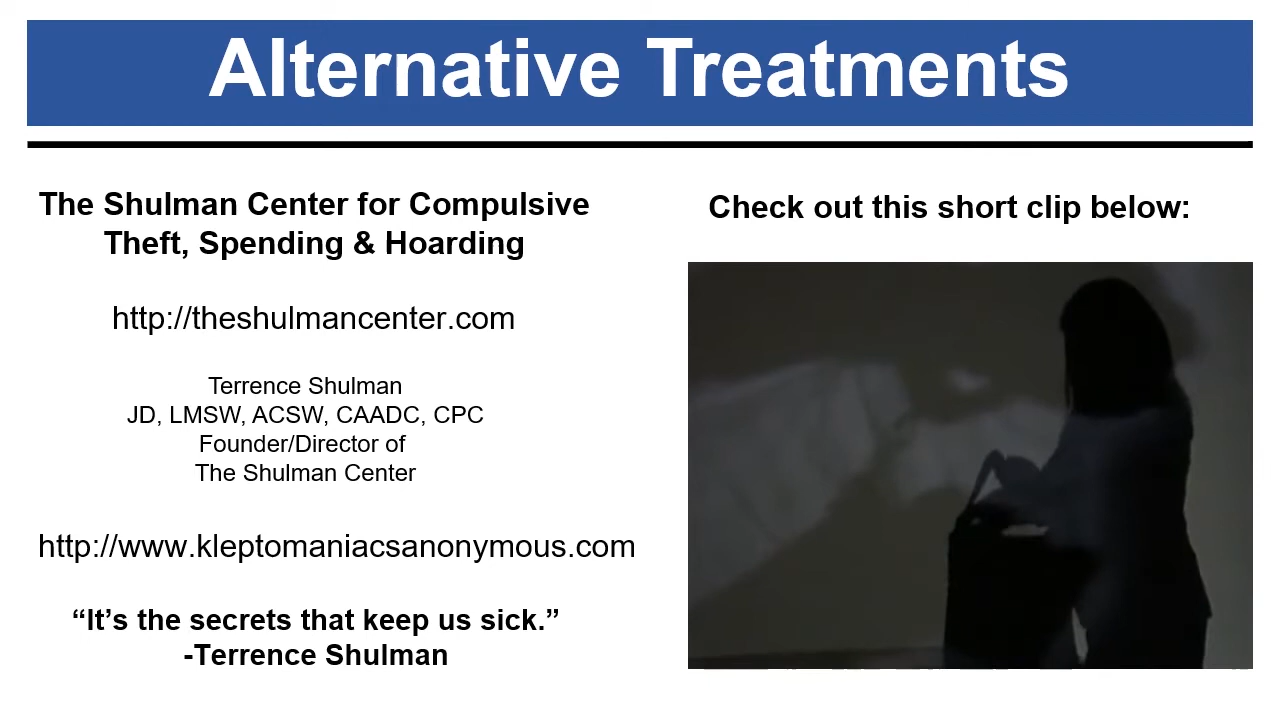 Alternative Treatments
The Shulman Center for Compulsive
Theft, Spending & Hoarding
http://theshulmancenter.com
Terrence Shulman
JD, LMSW, ACSW, CAADC, CPC
Founder/Director of
The Shulman Center
http://www.kleptomaniacsanonymous.com
“It’s the secrets that keep us sick.”
-Terrence Shulman
Check out this short clip below: